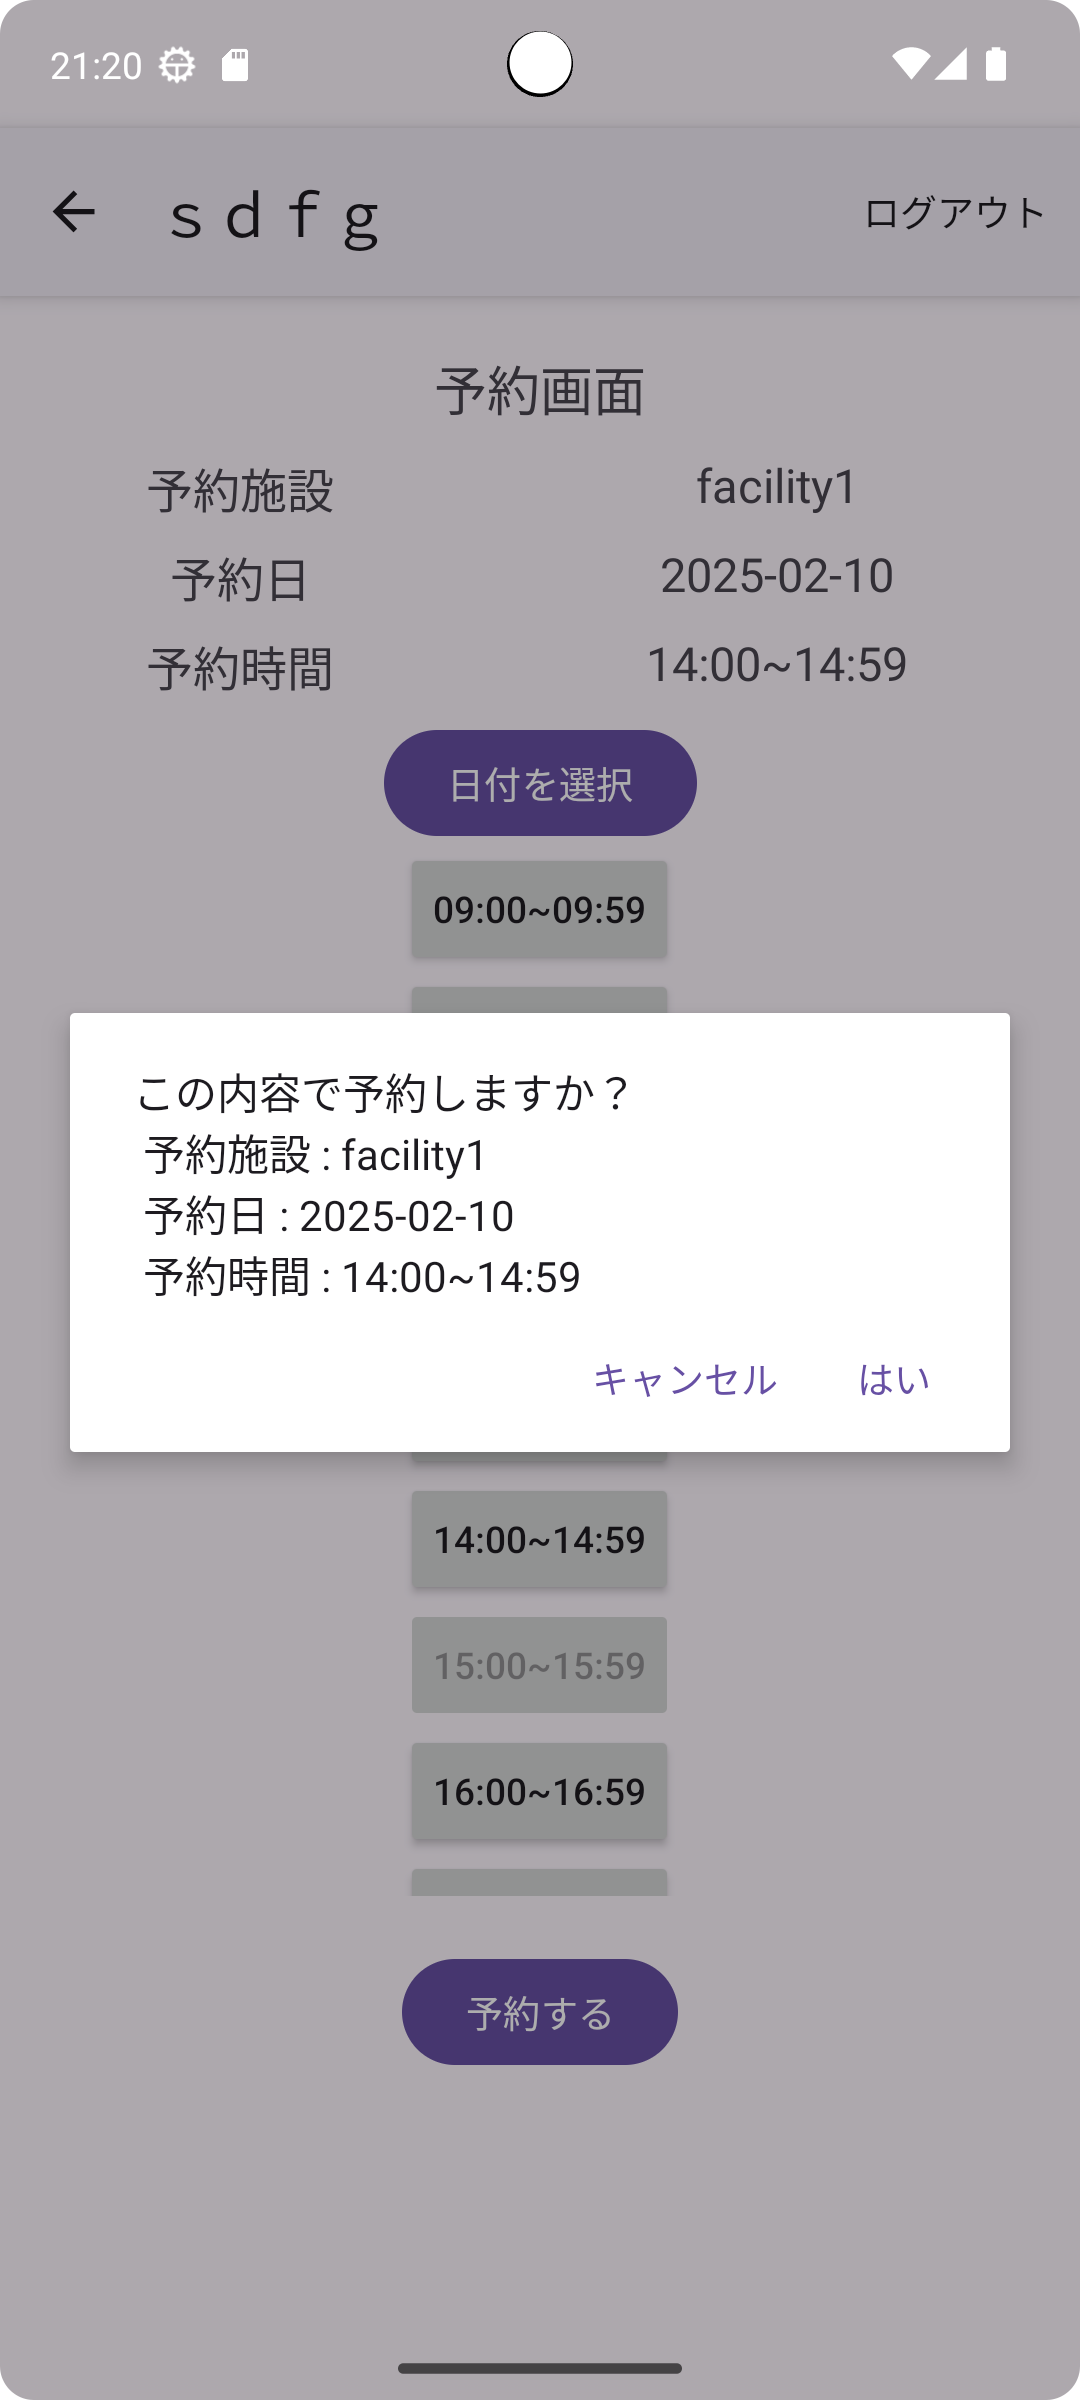 21:20
ｓｄｆｇ
ログアウト
予約画面
予約施設 facility1
予約日 2025-02-10
予約時間 14:00~14:59
日付を選択
09:00~09:59
この内容で予約しますか？
予約施設 : facility1
予約日 : 2025-02-10
予約時間 : 14:00~14:59
キャンセル はい
14:00~14:59
15:00~15:59
16:00~16:59
予約する